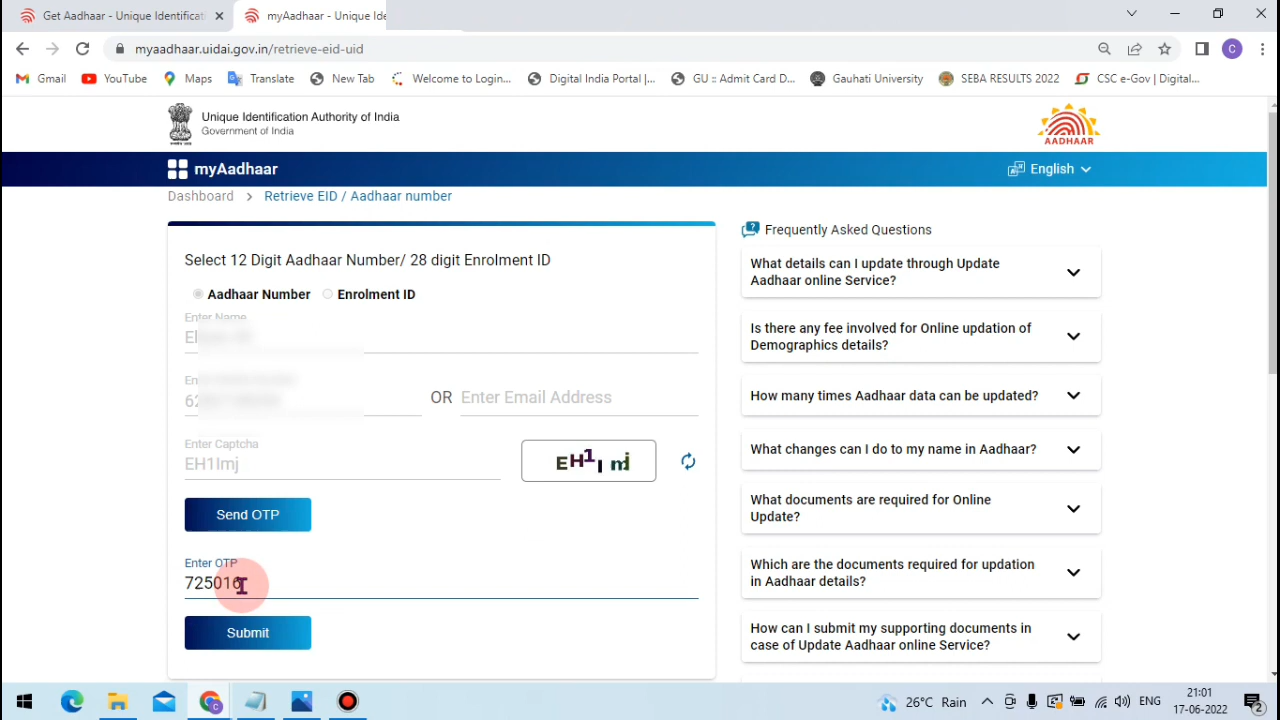 Get Aadhaar - Unique Identificati
myAadhaar - Unique Ide
myaadhaar.uidai.gov.in/retrieve-eid-uid
C
Gmail YouTube Maps Translate New Tab Welcome to Login... Digital India Portal |... GU :: Admit Card D... Gauhati University SEBA RESULTS 2022 CSC e-Gov | Digital...
Unique Identification Authority of India
Government of India
AADHAAR
myAadhaar
English
Dashboard > Retrieve EID / Aadhaar number
Select 12 Digit Aadhaar Number/ 28 digit Enrolment ID
Aadhaar Number Enrolment ID
Enter Name
OR Enter Email Address
Enter Captcha
EH1Imj
EH1Imj
Send OTP
Enter OTP
725016
Submit
Frequently Asked Questions
What details can I update through Update
Aadhaar online Service?
Is there any fee involved for Online updation of
Demographics details?
How many times Aadhaar data can be updated?
What changes can I do to my name in Aadhaar?
What documents are required for Online
Update?
Which are the documents required for updation
in Aadhaar details?
How can I submit my supporting documents in
case of Update Aadhaar online Service?
26°C Rain
ENG
21:01
17-06-2022
2